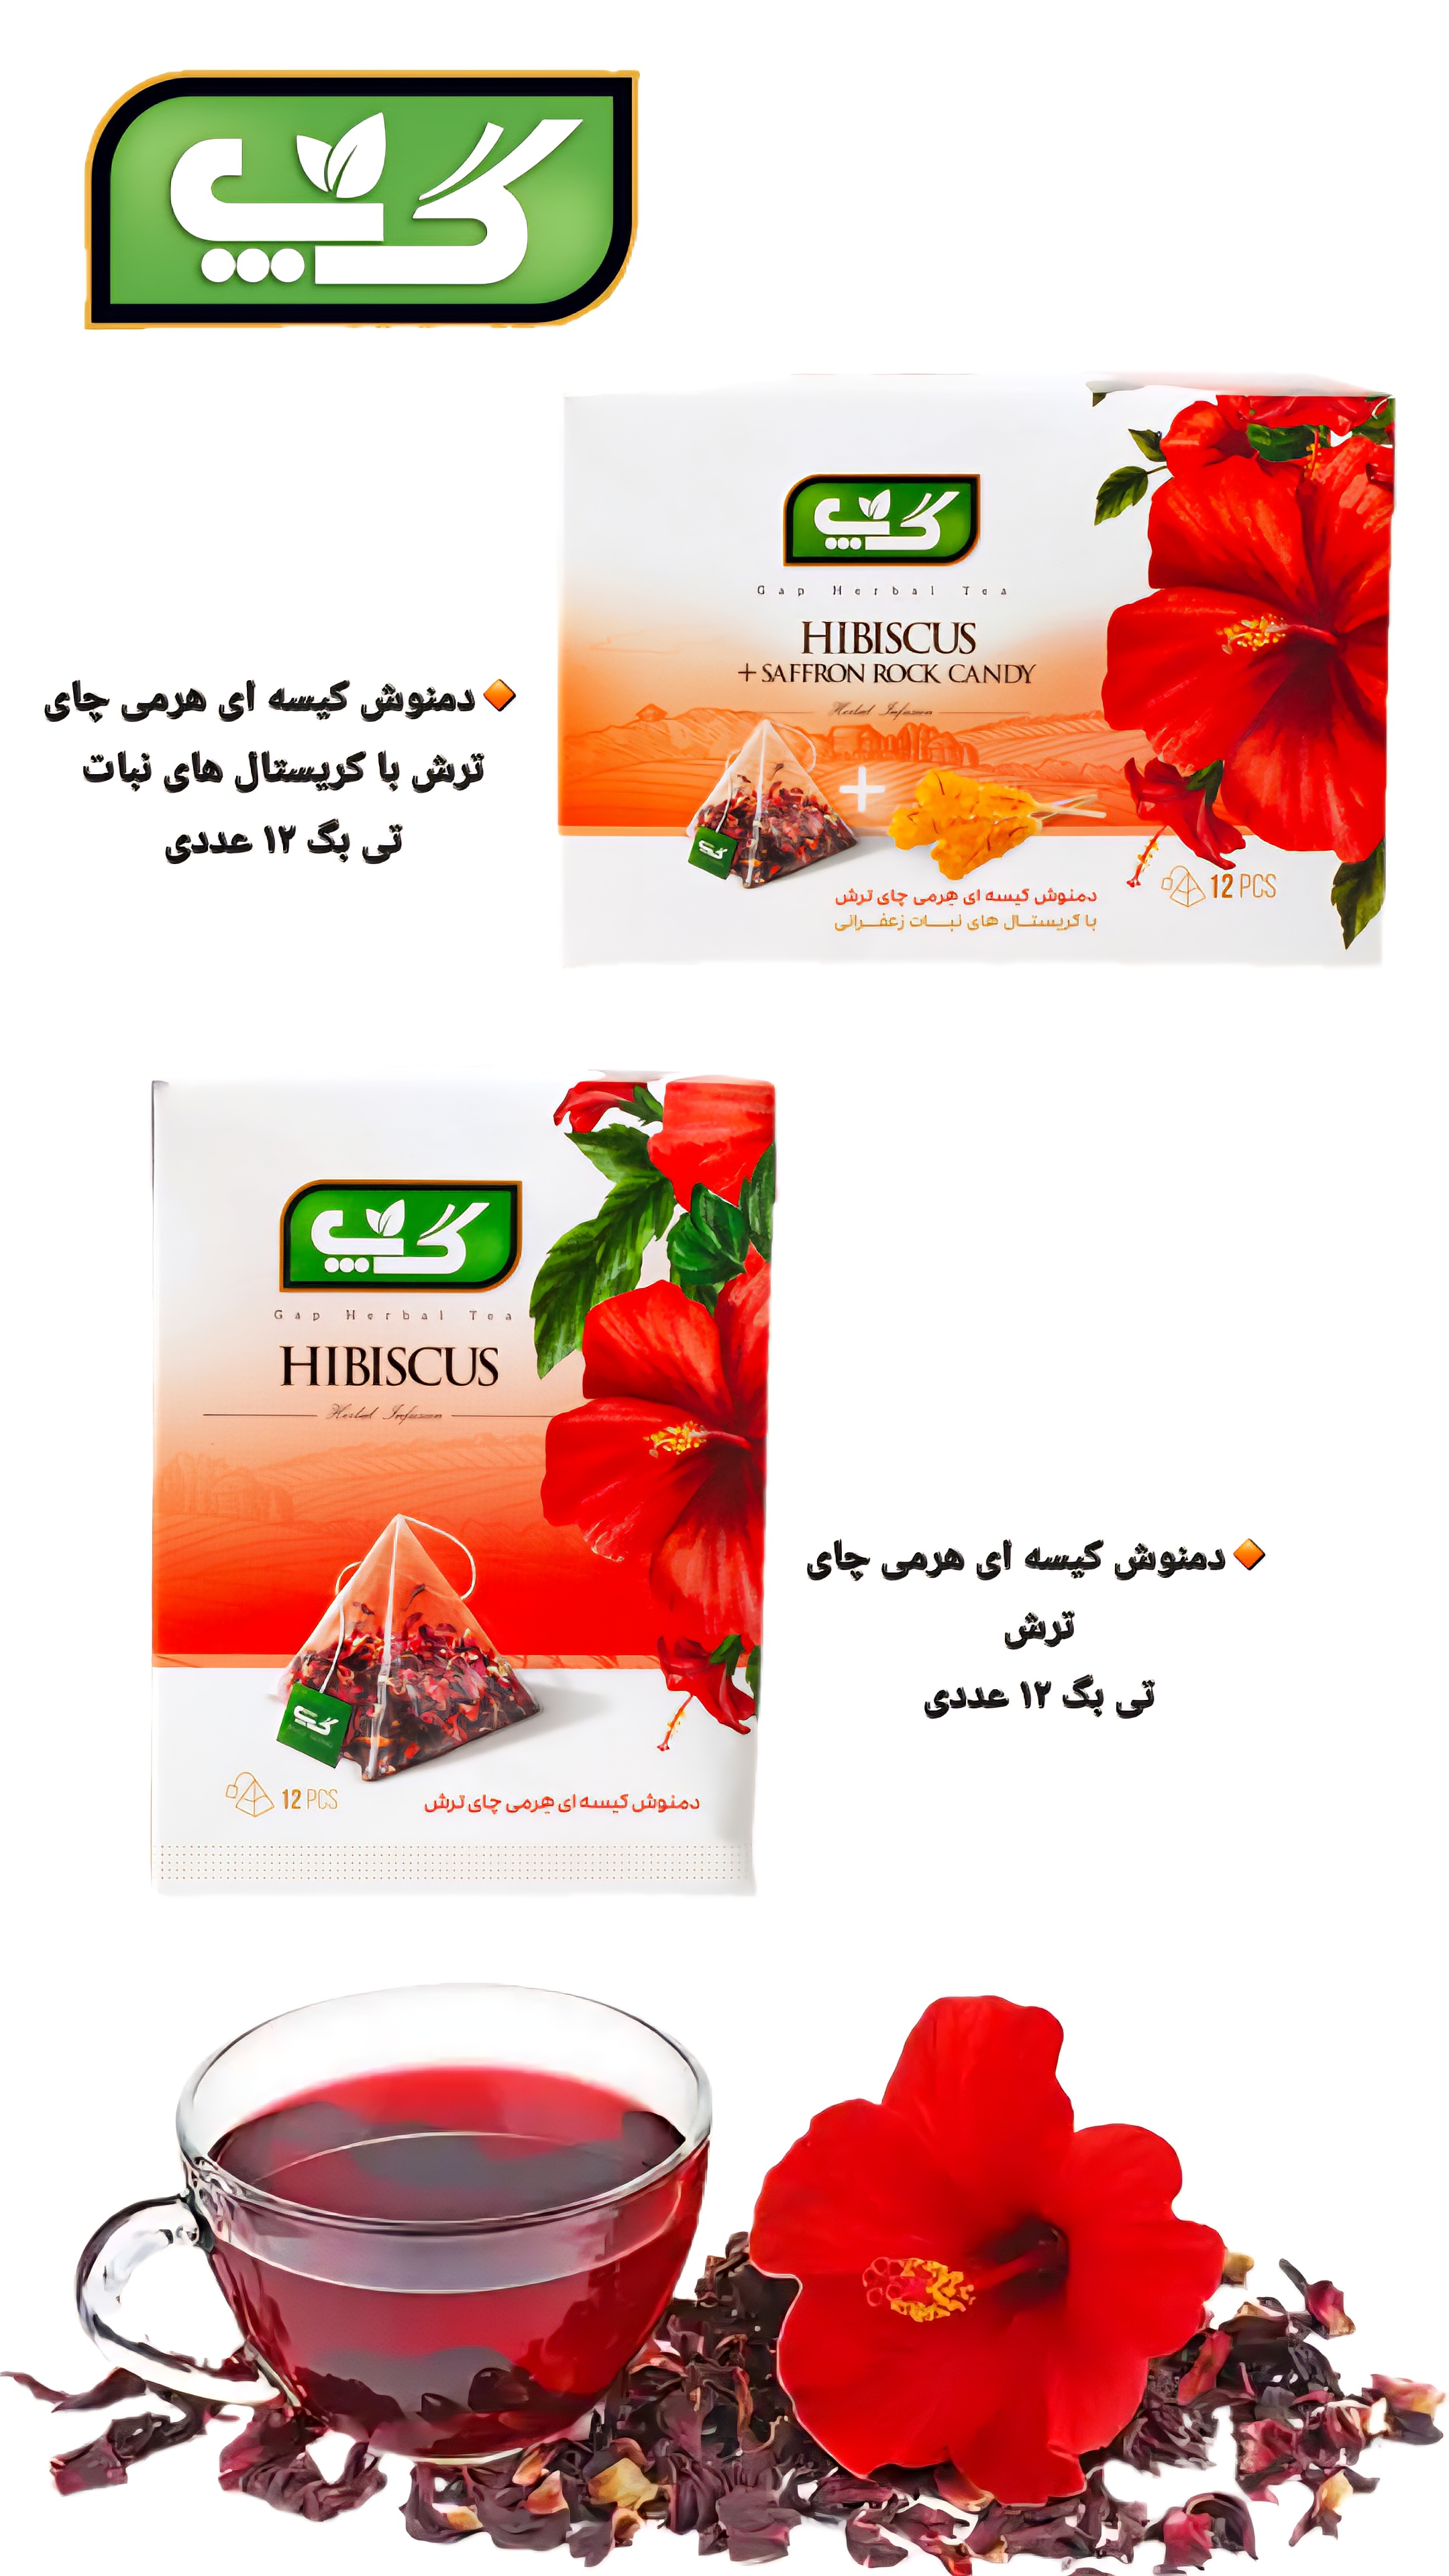 گپ
گپ
Gap Herbal Tea
HIBISCUS
+ SAFFRON ROCK CANDY
Herbal Infusion
🔶دمنوش کیسه ای هرمی چای
ترش با کریستال های نبات
تی بگ ۱۲ عددی
گپ
دمنوش کیسه ای هرمی چای ترش
با کریستال های نبات زعفرانی
12 PCS
گپ
Gap Herbal Tea
HIBISCUS
Herbal Infusion
🔶دمنوش کیسه ای هرمی چای
ترش
تی بگ ۱۲ عددی
گپ
12 PCS
دمنوش کیسه ای هرمی چای ترش